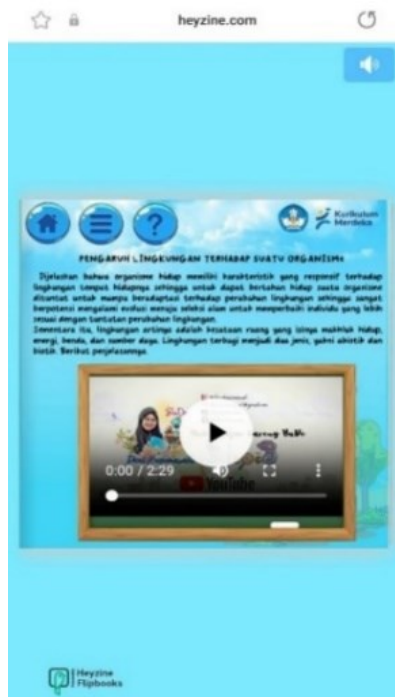 heyzine.com
Kurikulum
Merdeka
PENGARUH LINGKUNGAN TERHADAP SUATU ORGANISMe
Dijelaskan bahwa organisme hidup memiliki karakteristik yang responsif terhadap
lingkungan tempat hidupnya sehingga untuk dapat bertahan hidup suatu organisme
dituntut untuk mampu beradaptasi terhadap perubahan lingkungan sehingga sangat
berpotensi mengalami evolusi menuju seleksi alam untuk memperbaiki individu yang lebih
sesuai dengan tuntutan perubahan lingkungan.
Sementara itu, lingkungan artinya adalah kesatuan ruang yang isinya makhluk hidup,
energi, benda, dan sumber daya. Lingkungan terbagi menjadi dua jenis, yakni abiotik dan
biotik. Berikut penjelasannya.
0:00 / 2:29
YouTube
Heyzine
Flipbooks